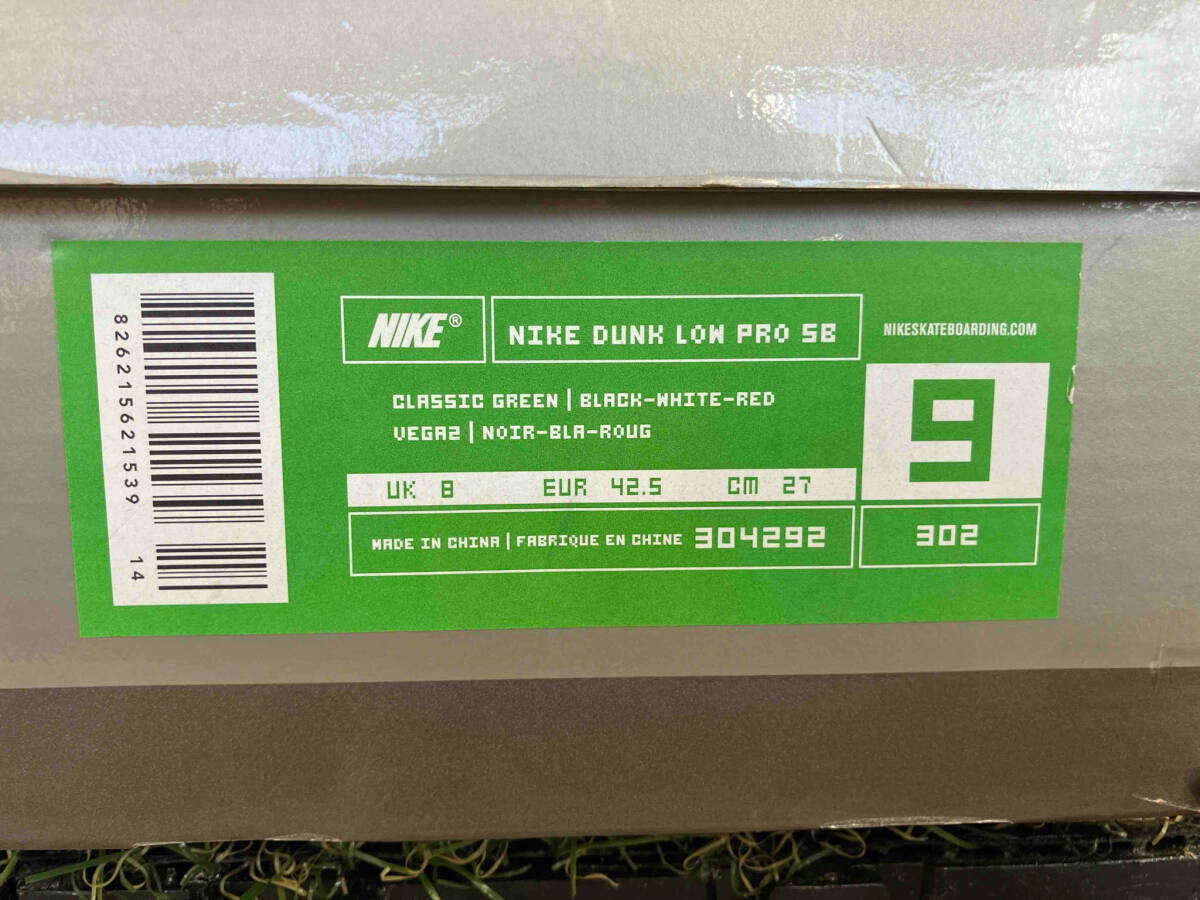 826215621539 14
NIKE®
NIKE DUNK LOW PRO SB
NIKESKATEBOARDING.COM
CLASSIC GREEN | BLACK-WHITE-RED
VEGA2 | NOIR-BLA-ROUG
9
UK 8 EUR 42.5 CM 27
MADE IN CHINA | FABRIQUE EN CHINE 304292
302